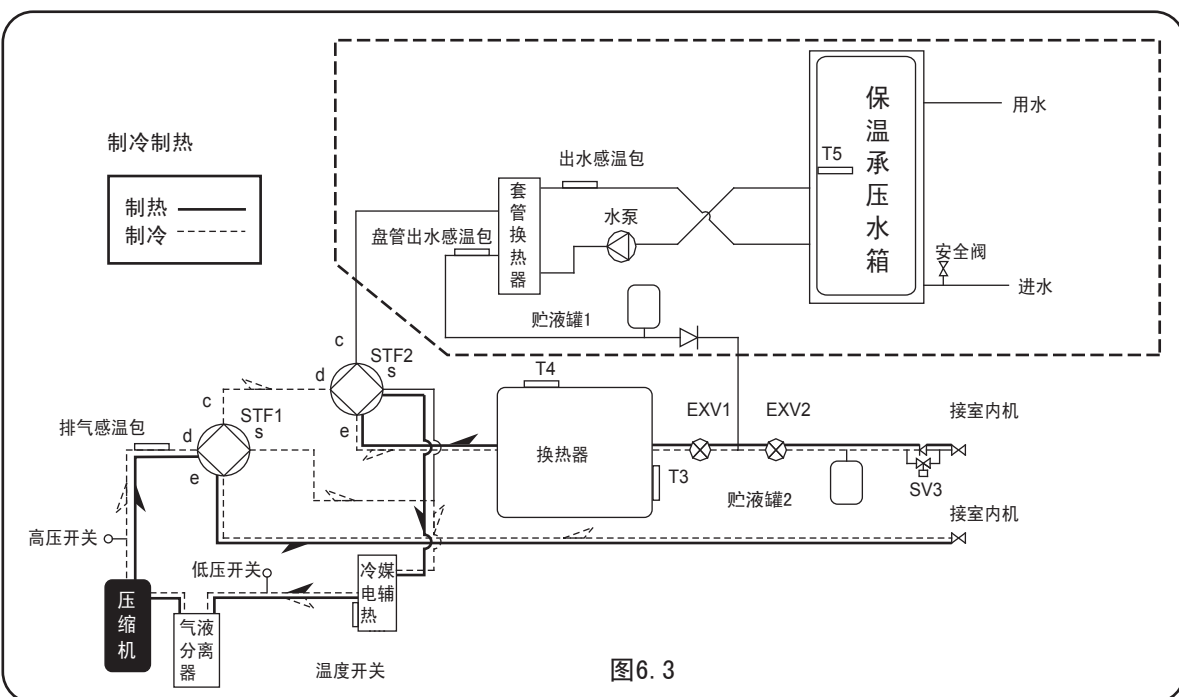 制冷制热
制热
制冷
保温承压水箱
用水
T5
出水感温包
套管换热器
水泵
盘管出水感温包
安全阀
进水
贮液罐1
c
STF2
d
s
e
T4
EXV1
EXV2
接室内机
c
STF1
排气感温包
d
s
e
换热器
T3
贮液罐2
SV3
接室内机
高压开关
低压开关
冷媒
电辅
热
压缩机
气液
分离
器
温度开关
图6.3